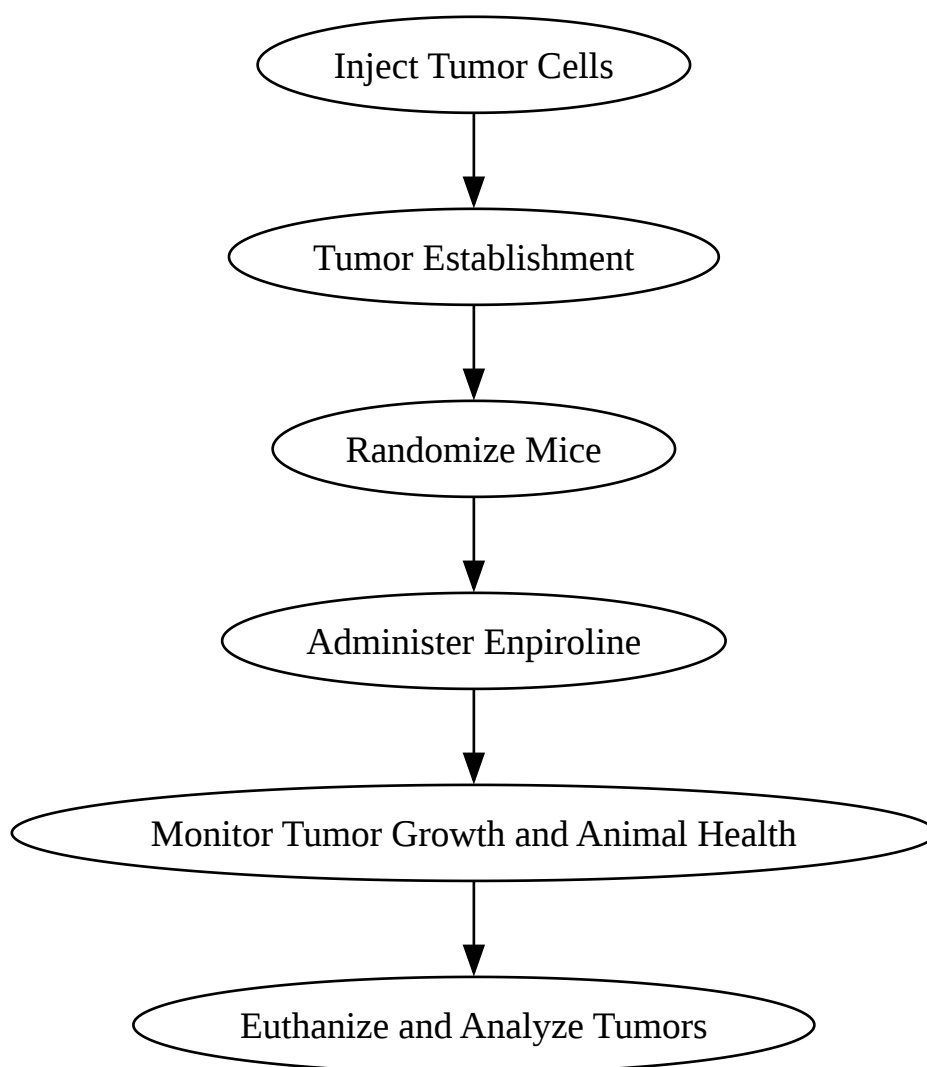 Inject Tumor Cells
Tumor Establishment
Randomize Mice
Administer Enpiroline
Monitor Tumor Growth and Animal Health
Euthanize and Analyze Tumors